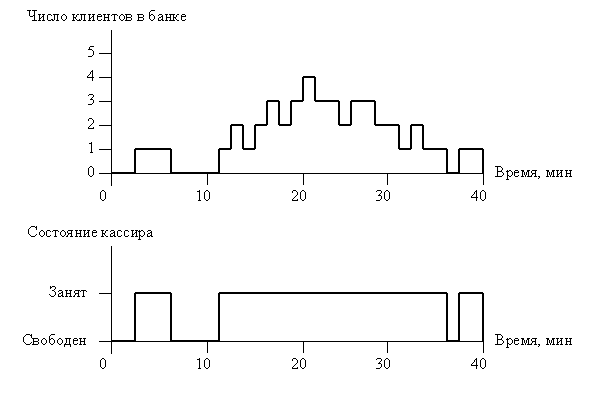 Число клиентов в банке
5
4
3
2
1
0
Время, мин
0 10 20 30 40
Состояние кассира
Занят
Свободен
Время, мин
0 10 20 30 40